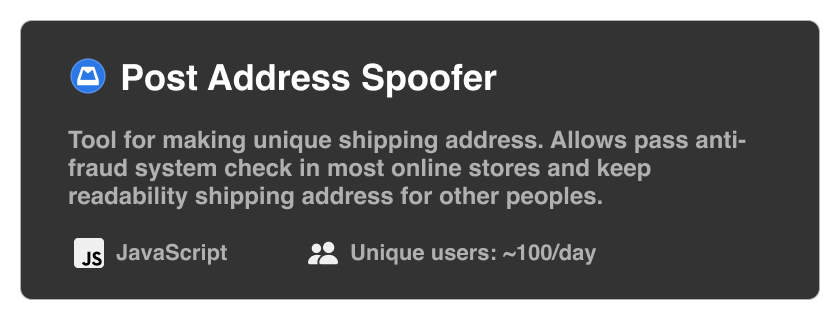 Post Address Spoofer
Tool for making unique shipping address. Allows pass anti-
fraud system check in most online stores and keep
readability shipping address for other peoples.
JS JavaScript Unique users: ~100/day